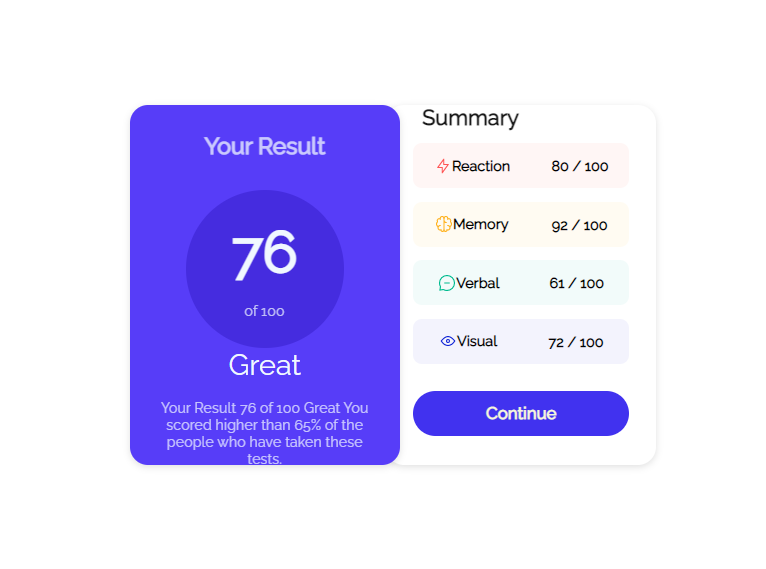 Your Result
76
of 100
Great
Your Result 76 of 100 Great You
scored higher than 65% of the
people who have taken these
tests.
Summary
Reaction 80 / 100
Memory 92 / 100
Verbal 61 / 100
Visual 72 / 100
Continue